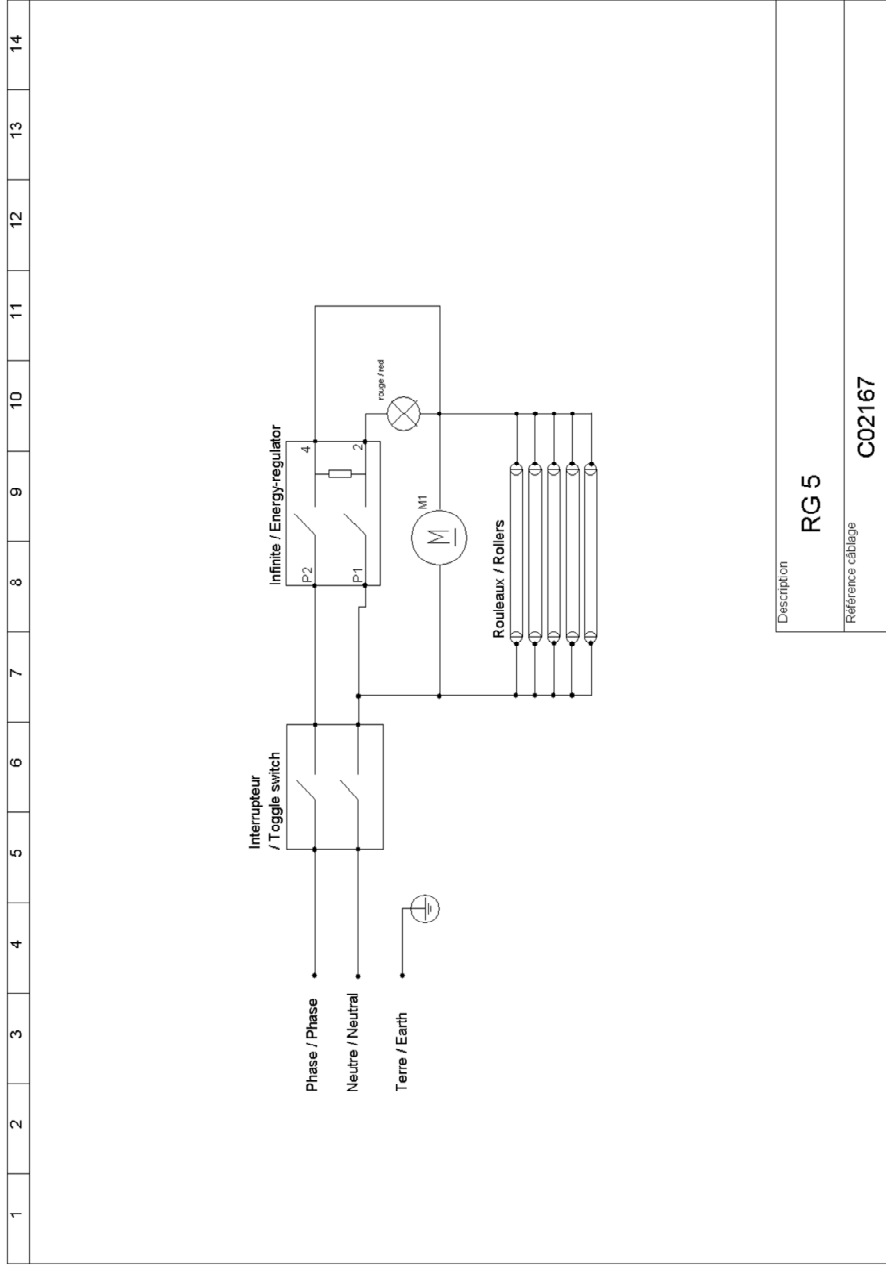 1 2 3 4 5 6 7 8 9 10 11 12 13 14
Interrupteur
/ Toggle switch
Infinite / Energy-regulator
P2
4
P1
2
rouge / red
Phase / Phase
Neutre / Neutral
Terre / Earth
M1
M
Rouleaux / Rollers
Description
RG 5
Référence câblage
C02167